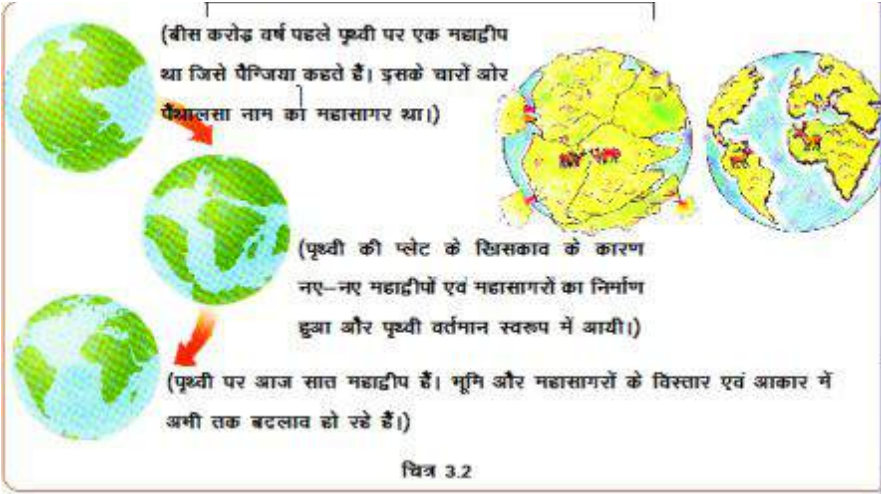 (बीस करोड़ वर्ष पहले पृथ्वी पर एक महाद्वीप
था जिसे पैन्जिया कहते हैं। इसके चारों ओर
पैंथालसा नाम का महासागर था।)
(पृथ्वी की प्लेट के खिसकाव के कारण
नए–नए महाद्वीपों एवं महासागरों का निर्माण
हुआ और पृथ्वी वर्तमान स्वरूप में आयी।)
(पृथ्वी पर आज सात महाद्वीप हैं। भूमि और महासागरों के विस्तार एवं आकार में
अभी तक बदलाव हो रहे हैं।)
चित्र 3.2